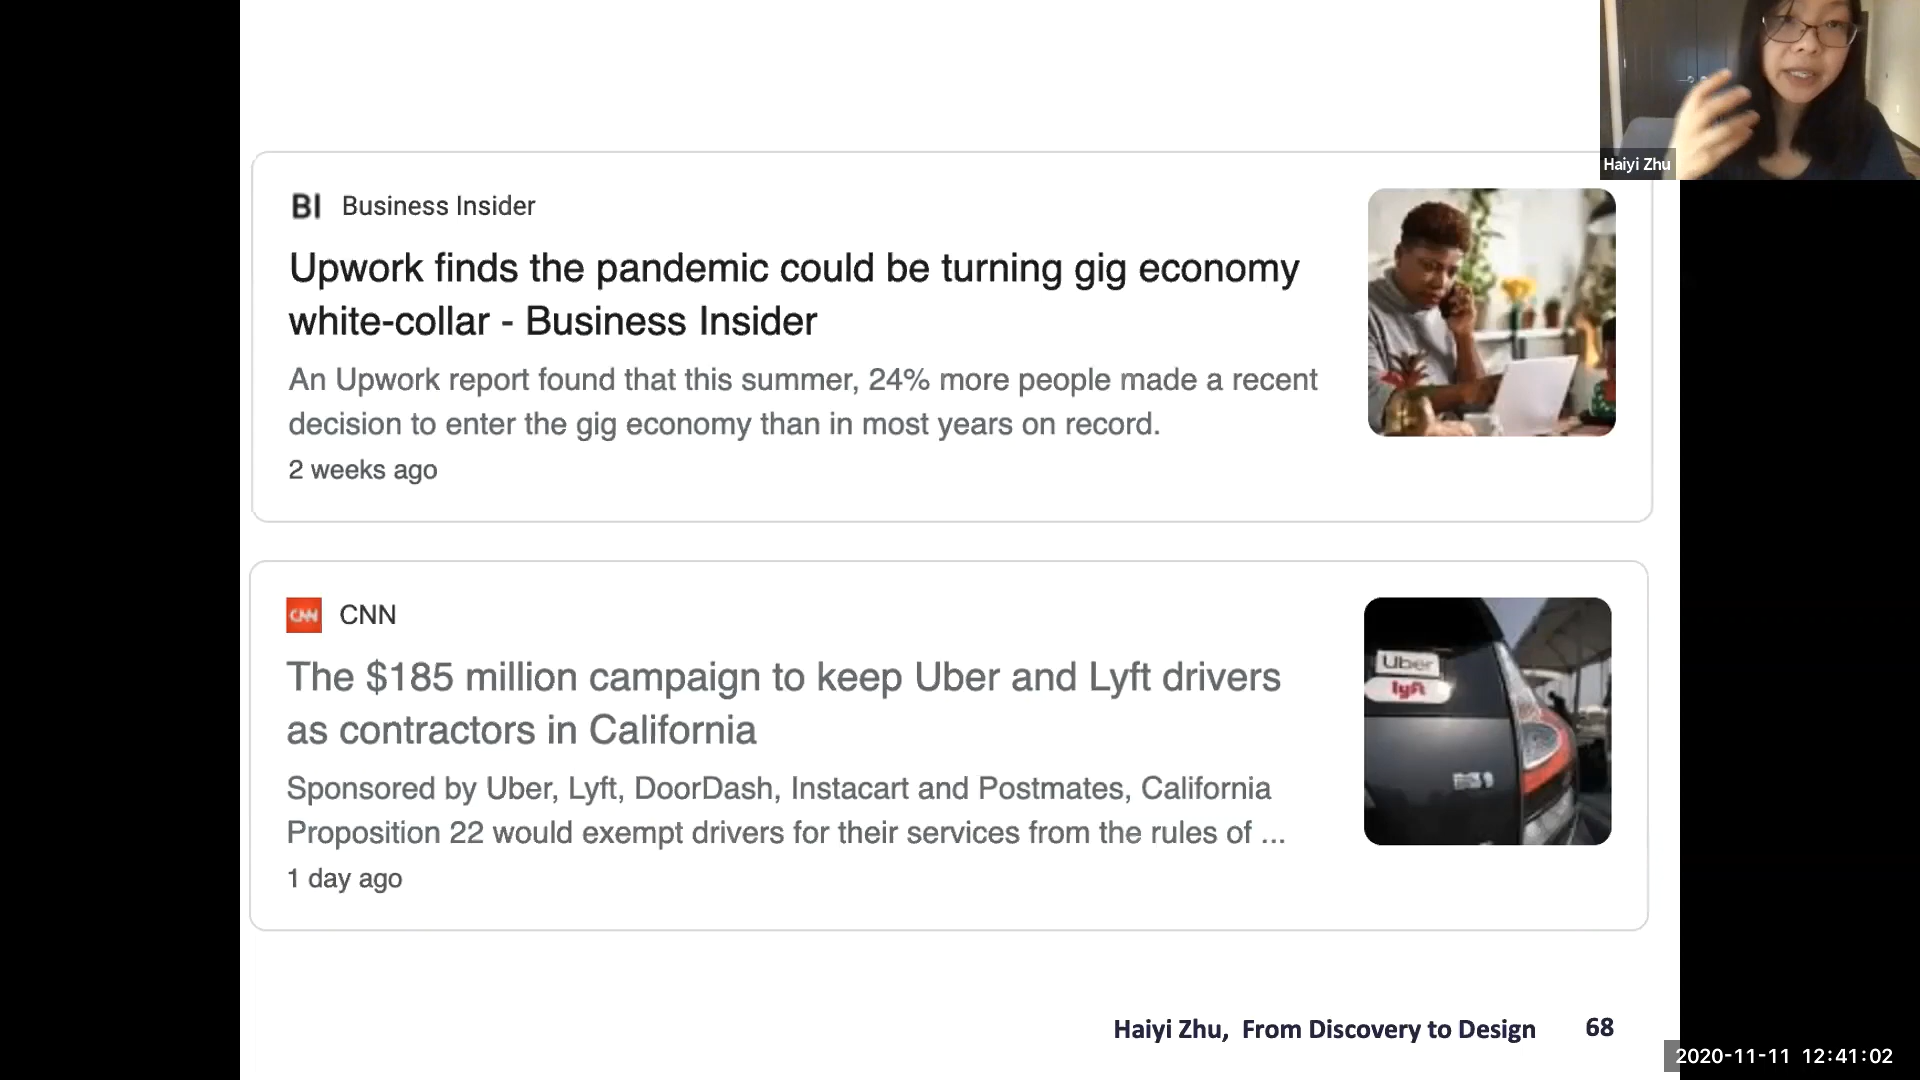 Haiyi Zhu
BI Business Insider
Upwork finds the pandemic could be turning gig economy
white-collar - Business Insider
An Upwork report found that this summer, 24% more people made a recent
decision to enter the gig economy than in most years on record.
2 weeks ago
CNN CNN
The $185 million campaign to keep Uber and Lyft drivers
as contractors in California
Sponsored by Uber, Lyft, DoorDash, Instacart and Postmates, California
Proposition 22 would exempt drivers for their services from the rules of ...
1 day ago
Uber
lyft
Haiyi Zhu, From Discovery to Design 68
2020-11-11 12:41:02